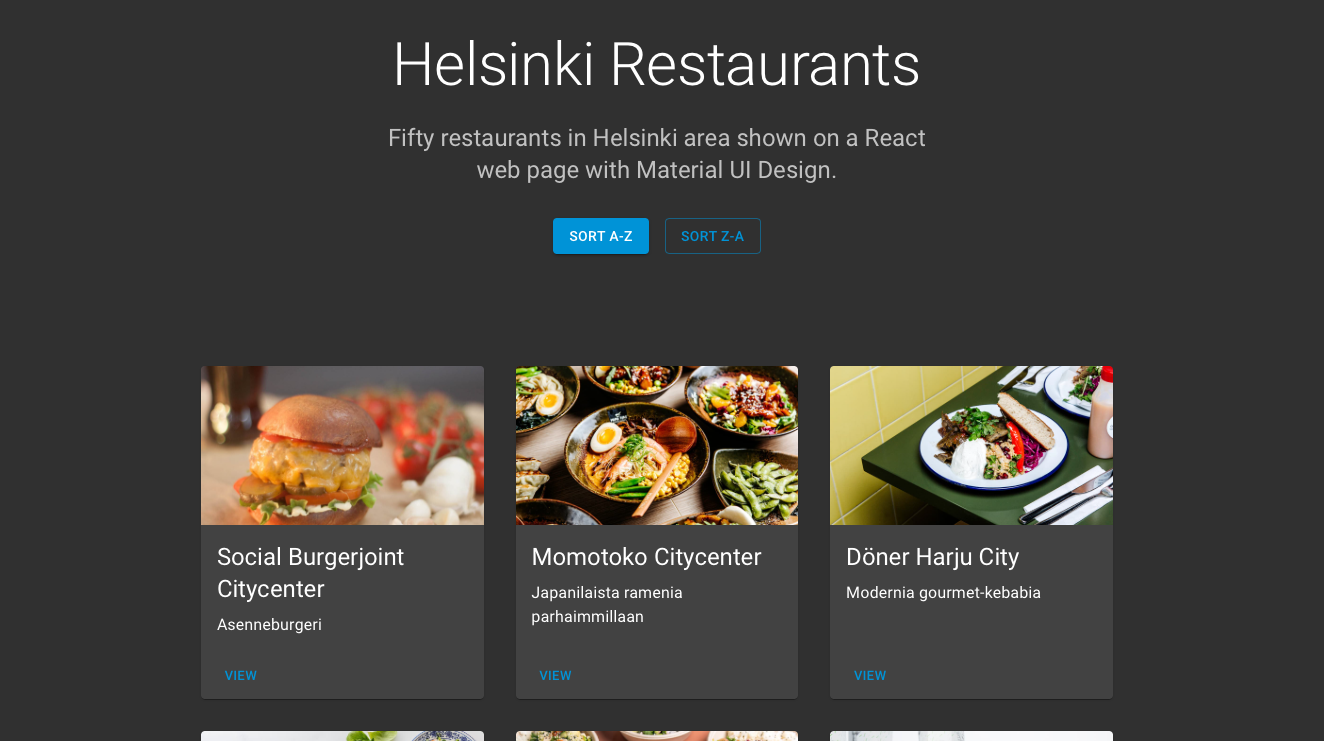 Helsinki Restaurants
Fifty restaurants in Helsinki area shown on a React
web page with Material UI Design.
SORT A-Z
SORT Z-A
Social Burgerjoint
Citycenter
Asenneburgeri
VIEW
Momotoko Citycenter
Japanilaista ramenia
parhaimmillaan
VIEW
Döner Harju City
Modernia gourmet-kebabia
VIEW